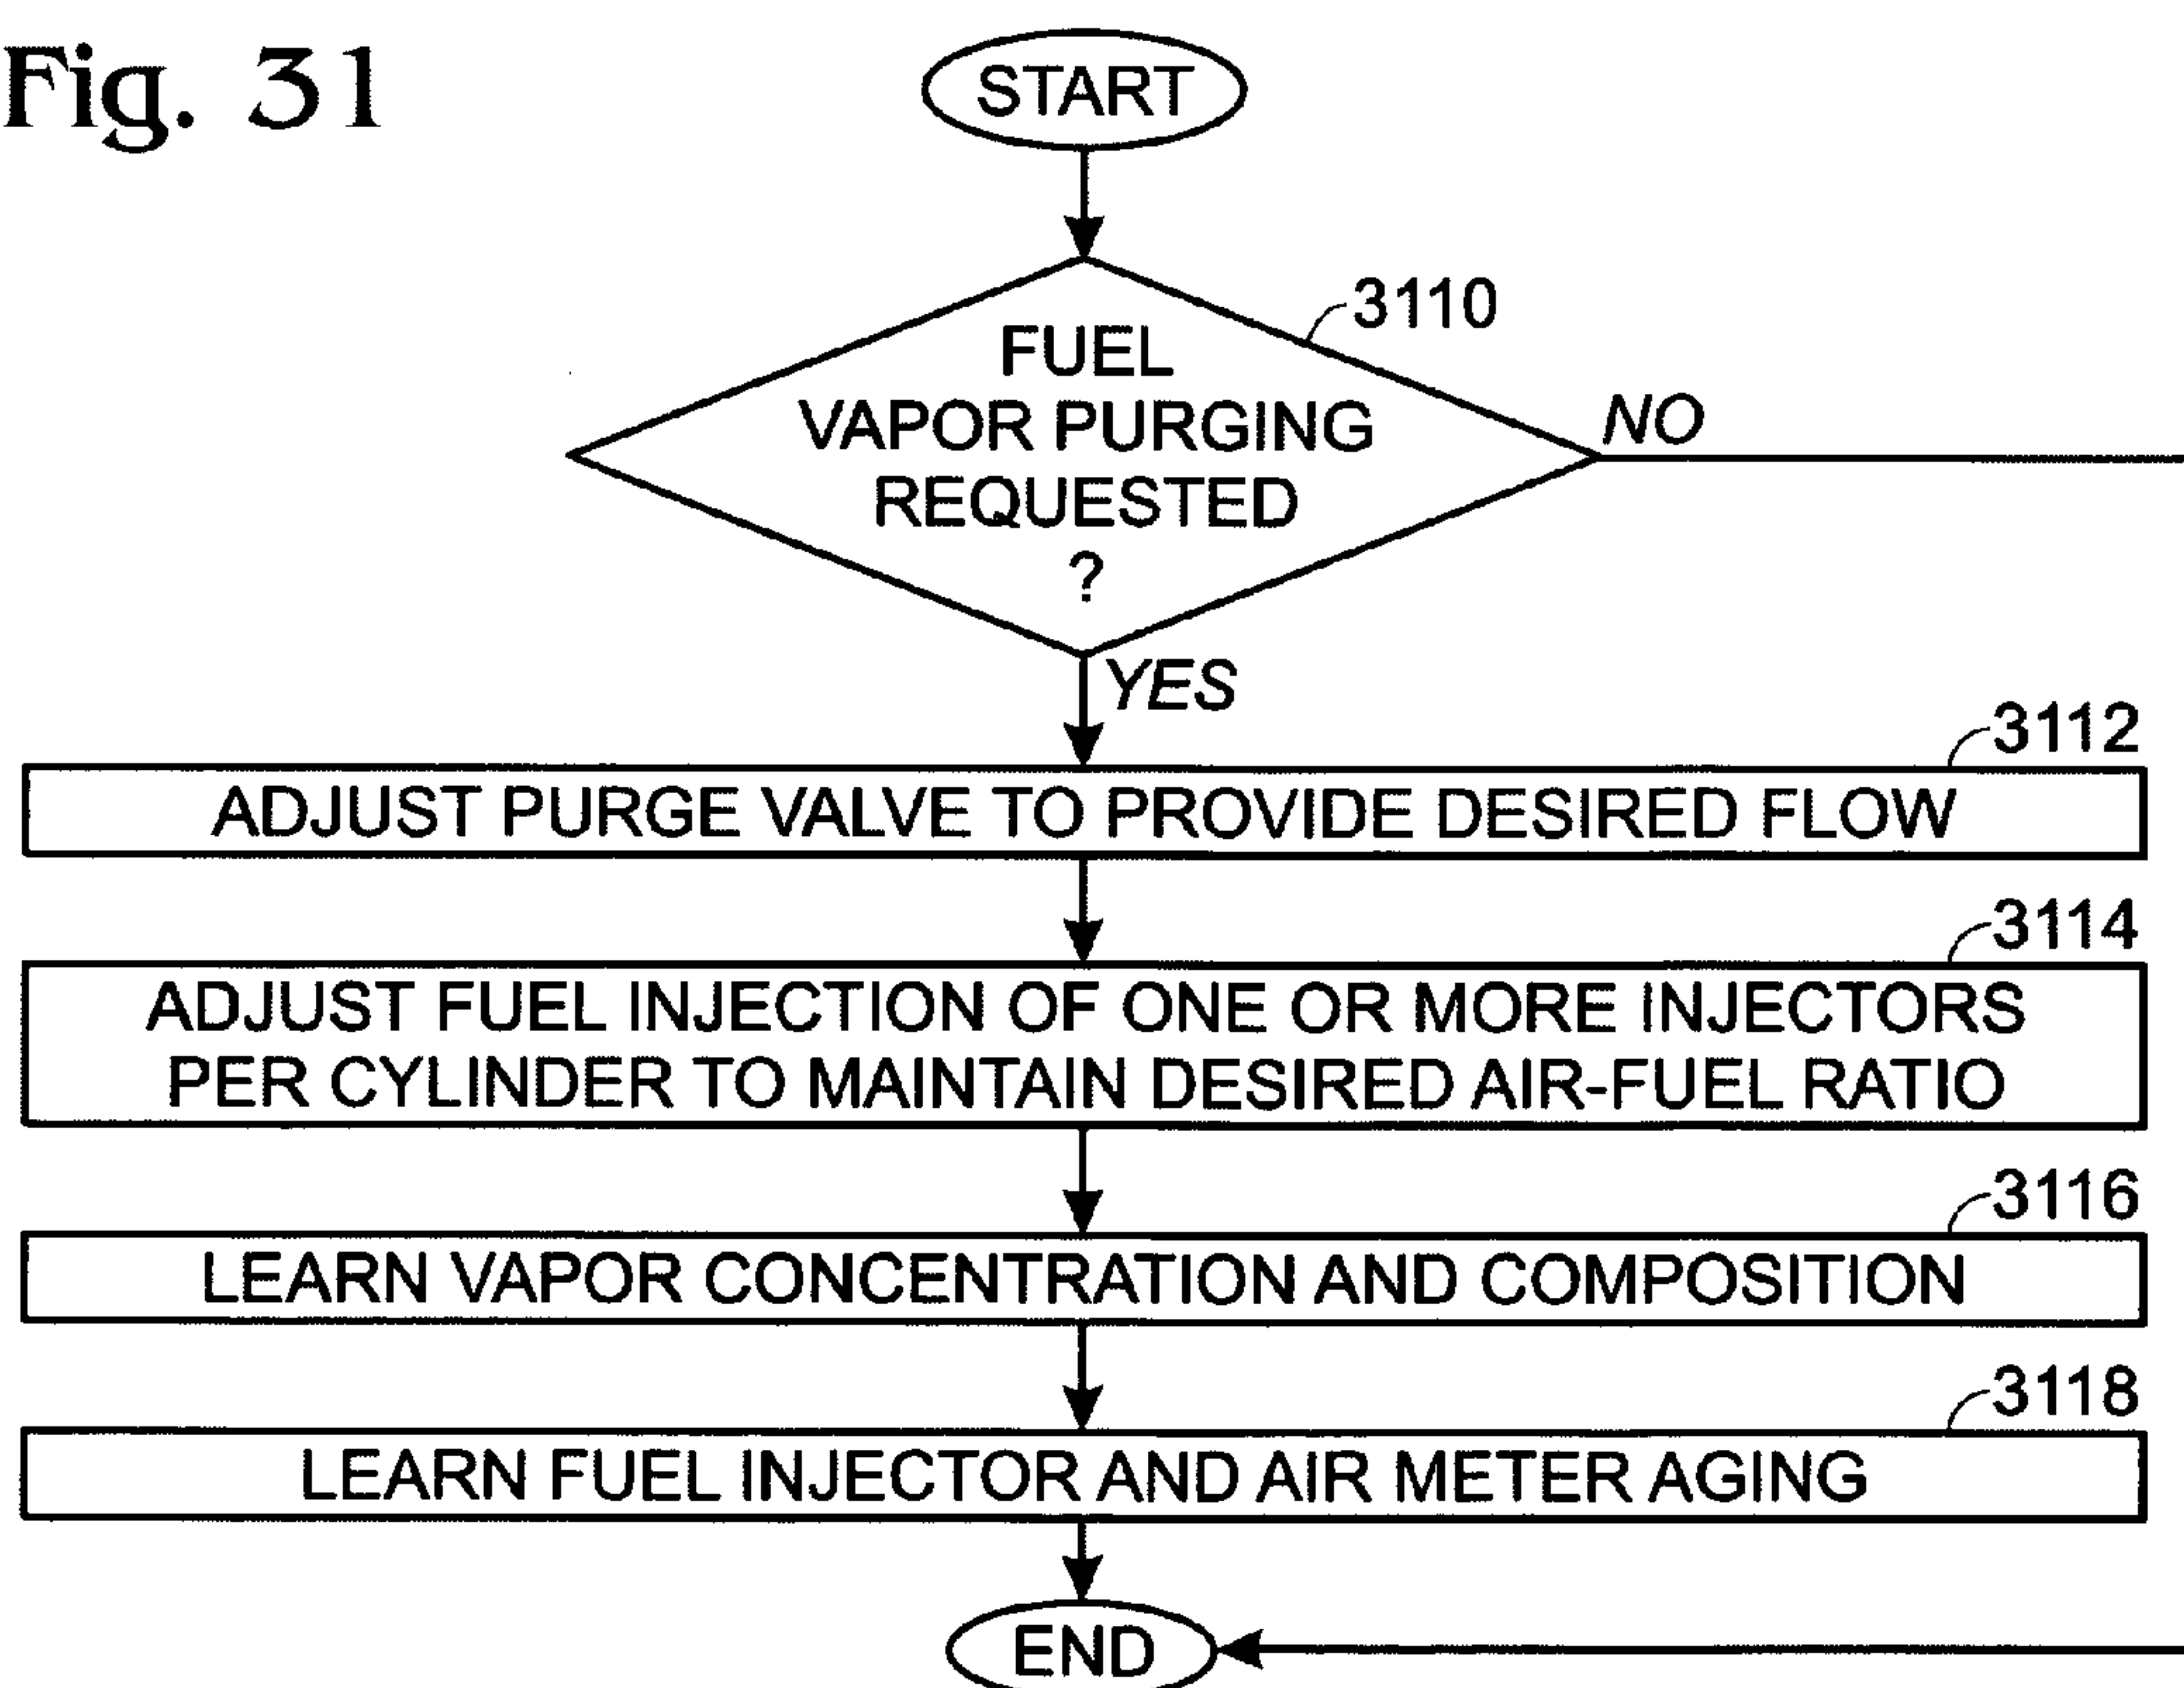 Fig. 31
START
3110
FUEL
VAPOR PURGING
REQUESTED
?
NO
YES
3112
ADJUST PURGE VALVE TO PROVIDE DESIRED FLOW
3114
ADJUST FUEL INJECTION OF ONE OR MORE INJECTORS
PER CYLINDER TO MAINTAIN DESIRED AIR-FUEL RATIO
3116
LEARN VAPOR CONCENTRATION AND COMPOSITION
3118
LEARN FUEL INJECTOR AND AIR METER AGING
END